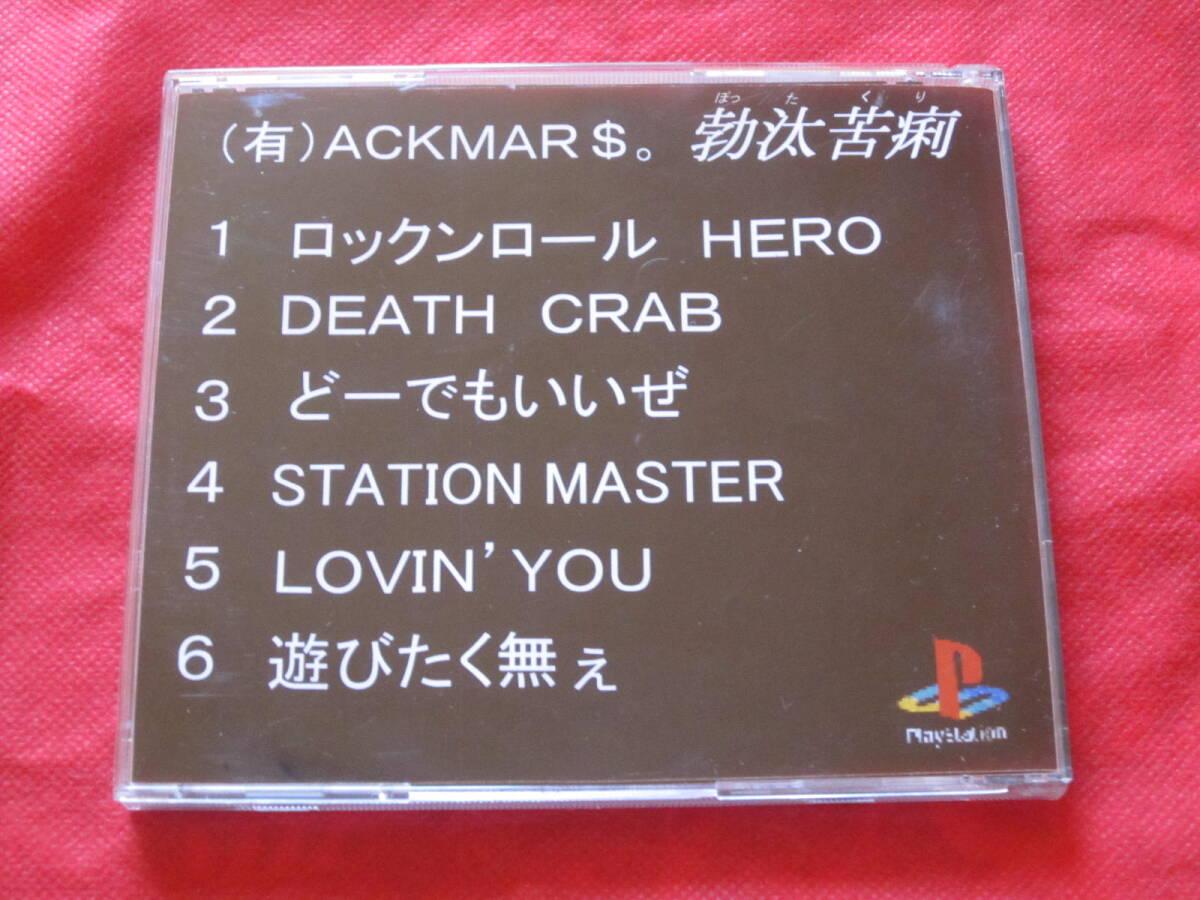 ぼったくり
(有)ACKMAR$。勃汰苦痢
1 ロックンロール HERO
2 DEATH CRAB
3 どーでもいいぜ
4 STATION MASTER
5 LOVIN' YOU
6 遊びたく無ぇ
PlayStation